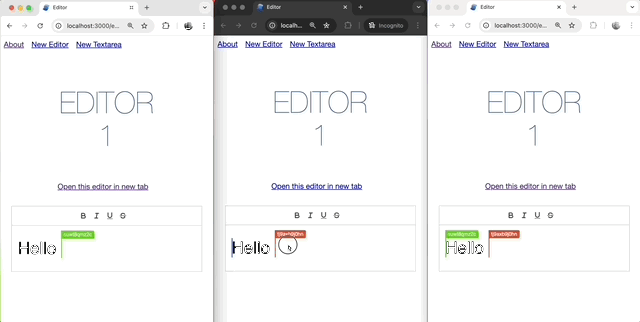 Editor
localhost:3000/e...
About New Editor New Textarea
EDITOR
1
Open this editor in new tab
B I U S
Hello
Editor
localh...
Incognito
About New Editor New Textarea
EDITOR
1
Open this editor in new tab
B I U S
Hello
Editor
localhost:3000/e...
About New Editor New Textarea
EDITOR
1
Open this editor in new tab
B I U S
Hello